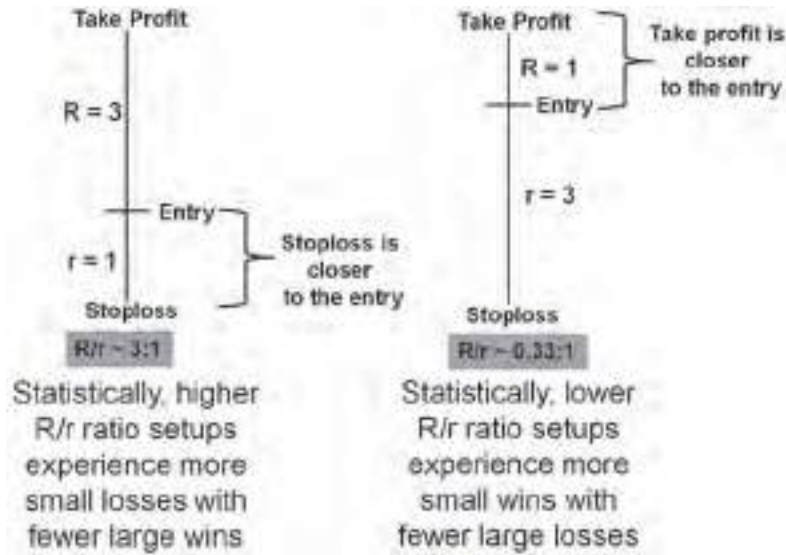 Take Profit
R = 3
Entry
r = 1
Stoploss is
closer
to the entry
Stoploss
R/r ~ 3:1
Statistically, higher
R/r ratio setups
experience more
small losses with
fewer large wins
Take Profit
R = 1
Entry
Take profit is
closer
to the entry
r = 3
Stoploss
R/r ~ 0.33:1
Statistically, lower
R/r ratio setups
experience more
small wins with
fewer large losses